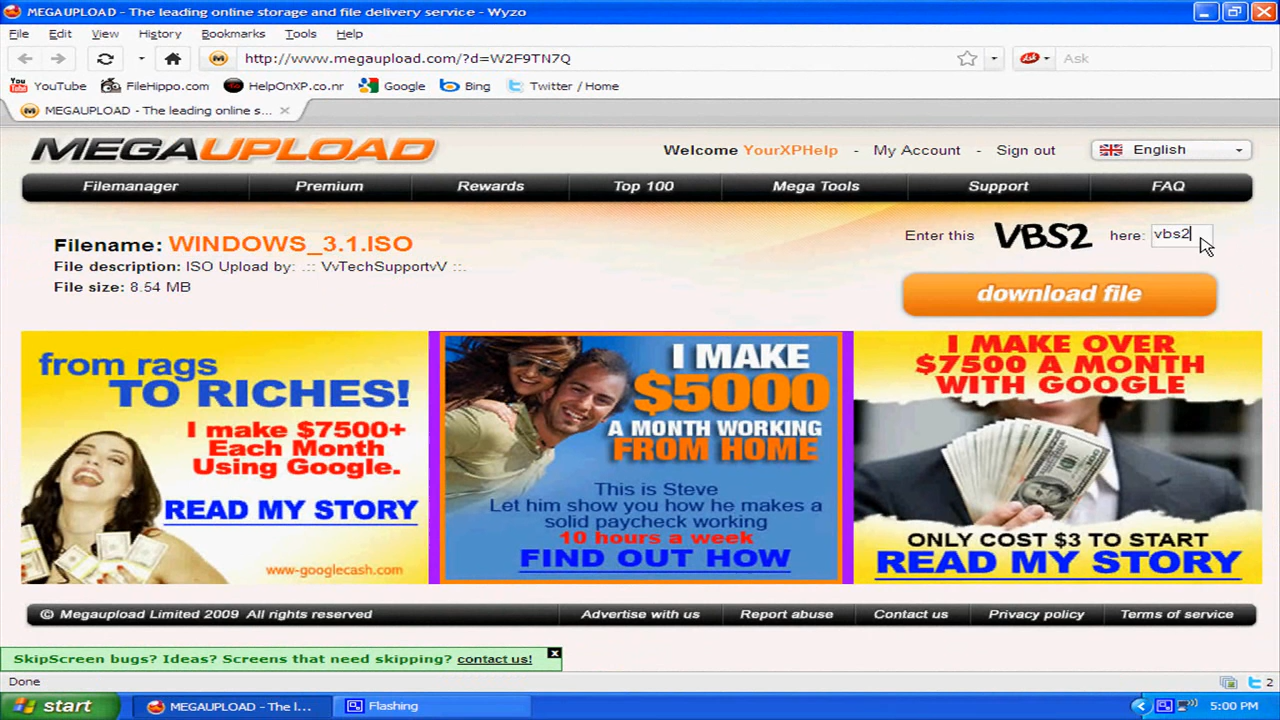 MEGAUPLOAD - The leading online storage and file delivery service - Wyzo
File Edit View History Bookmarks Tools Help
http://www.megaupload.com/?d=W2F9TN7Q
Ask
YouTube FileHippo.com HelpOnXP.co.nr Google Bing Twitter / Home
MEGAUPLOAD - The leading online s...
MEGAUPLOAD
Welcome YourXPHelp - My Account - Sign out
English
Filemanager Premium Rewards Top 100 Mega Tools Support FAQ
Filename: WINDOWS_3.1.ISO
File description: ISO Upload by: .:: VvTechSupportvV ::.
File size: 8.54 MB
Enter this VBS2 here: vbs2
download file
from rags
TO RICHES!
I make $7500+
Each Month
Using Google.
READ MY STORY
www-googlecash.com
I MAKE
$5000
A MONTH WORKING
FROM HOME
This is Steve
Let him show you how he makes a
solid paycheck working
10 hours a week
FIND OUT HOW
I MAKE OVER
$7500 A MONTH
WITH GOOGLE
ONLY COST $3 TO START
READ MY STORY
© Megaupload Limited 2009 All rights reserved
Advertise with us Report abuse Contact us Privacy policy Terms of service
SkipScreen bugs? Ideas? Screens that need skipping? contact us!
Done
2
start
MEGAUPLOAD - The l...
Flashing
5:00 PM